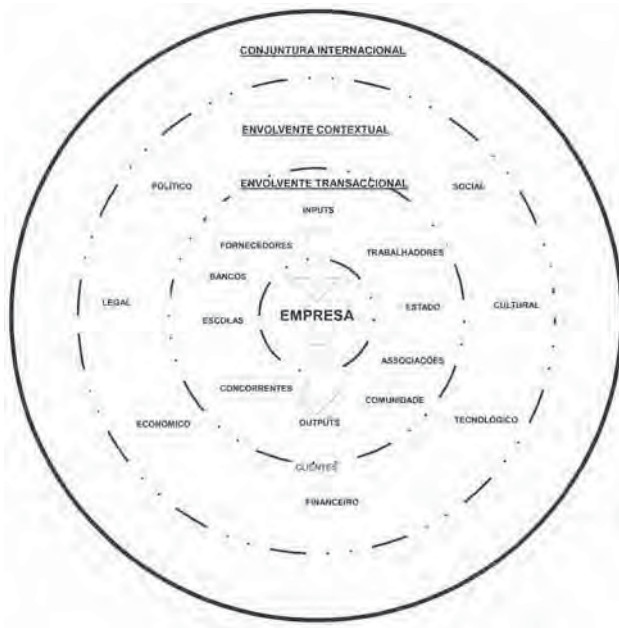 CONJUNTURA INTERNACIONAL
ENVOLVENTE CONTEXTUAL
POLÍTICO
ENVOLVENTE TRANSACCIONAL
SOCIAL
INPUTS
FORNECEDORES
TRABALHADORES
BANCOS
LEGAL
EMPRESA
ESTADO
CULTURAL
ESCOLAS
ASSOCIAÇÕES
CONCORRENTES
COMUNIDADE
ECONÓMICO
OUTPUTS
TECNOLÓGICO
CLIENTES
FINANCEIRO